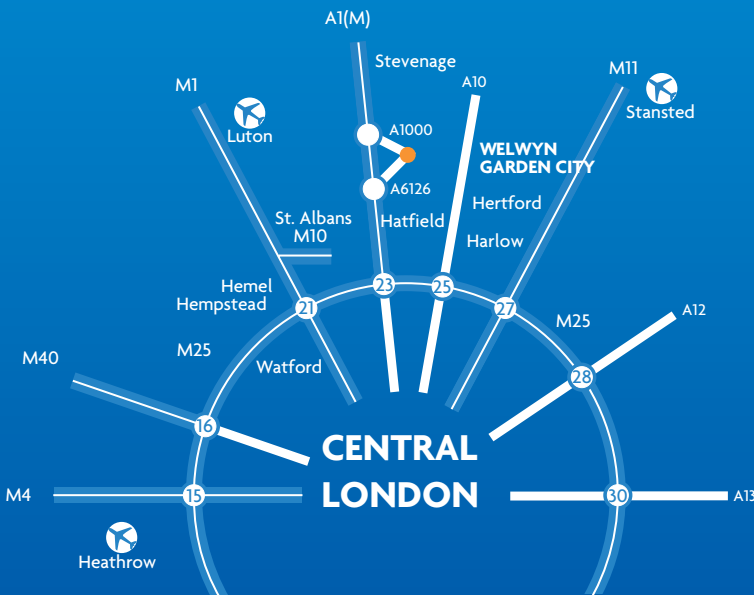 A1(M)
Stevenage
M1
A10
M11
Luton
Stansted
A1000
WELWYN
GARDEN CITY
A6126
Hertford
St. Albans
M10
Hatfield
Harlow
Hemel
Hempstead
21
23
25
27
M25
A12
M25
M40
Watford
28
16
CENTRAL
LONDON
M4
15
30
A13
Heathrow